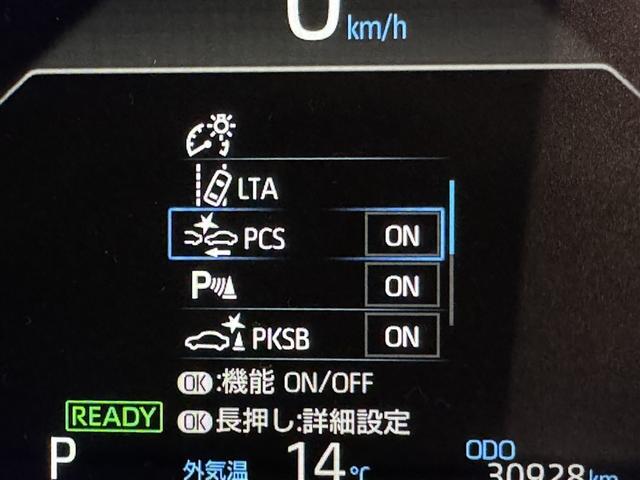 0 km/h
LTA
PCS ON
P ON
PKSB ON
OK:機能 ON/OFF
READY OK長押し:詳細設定
P 外気温 14℃ ODO 30928km